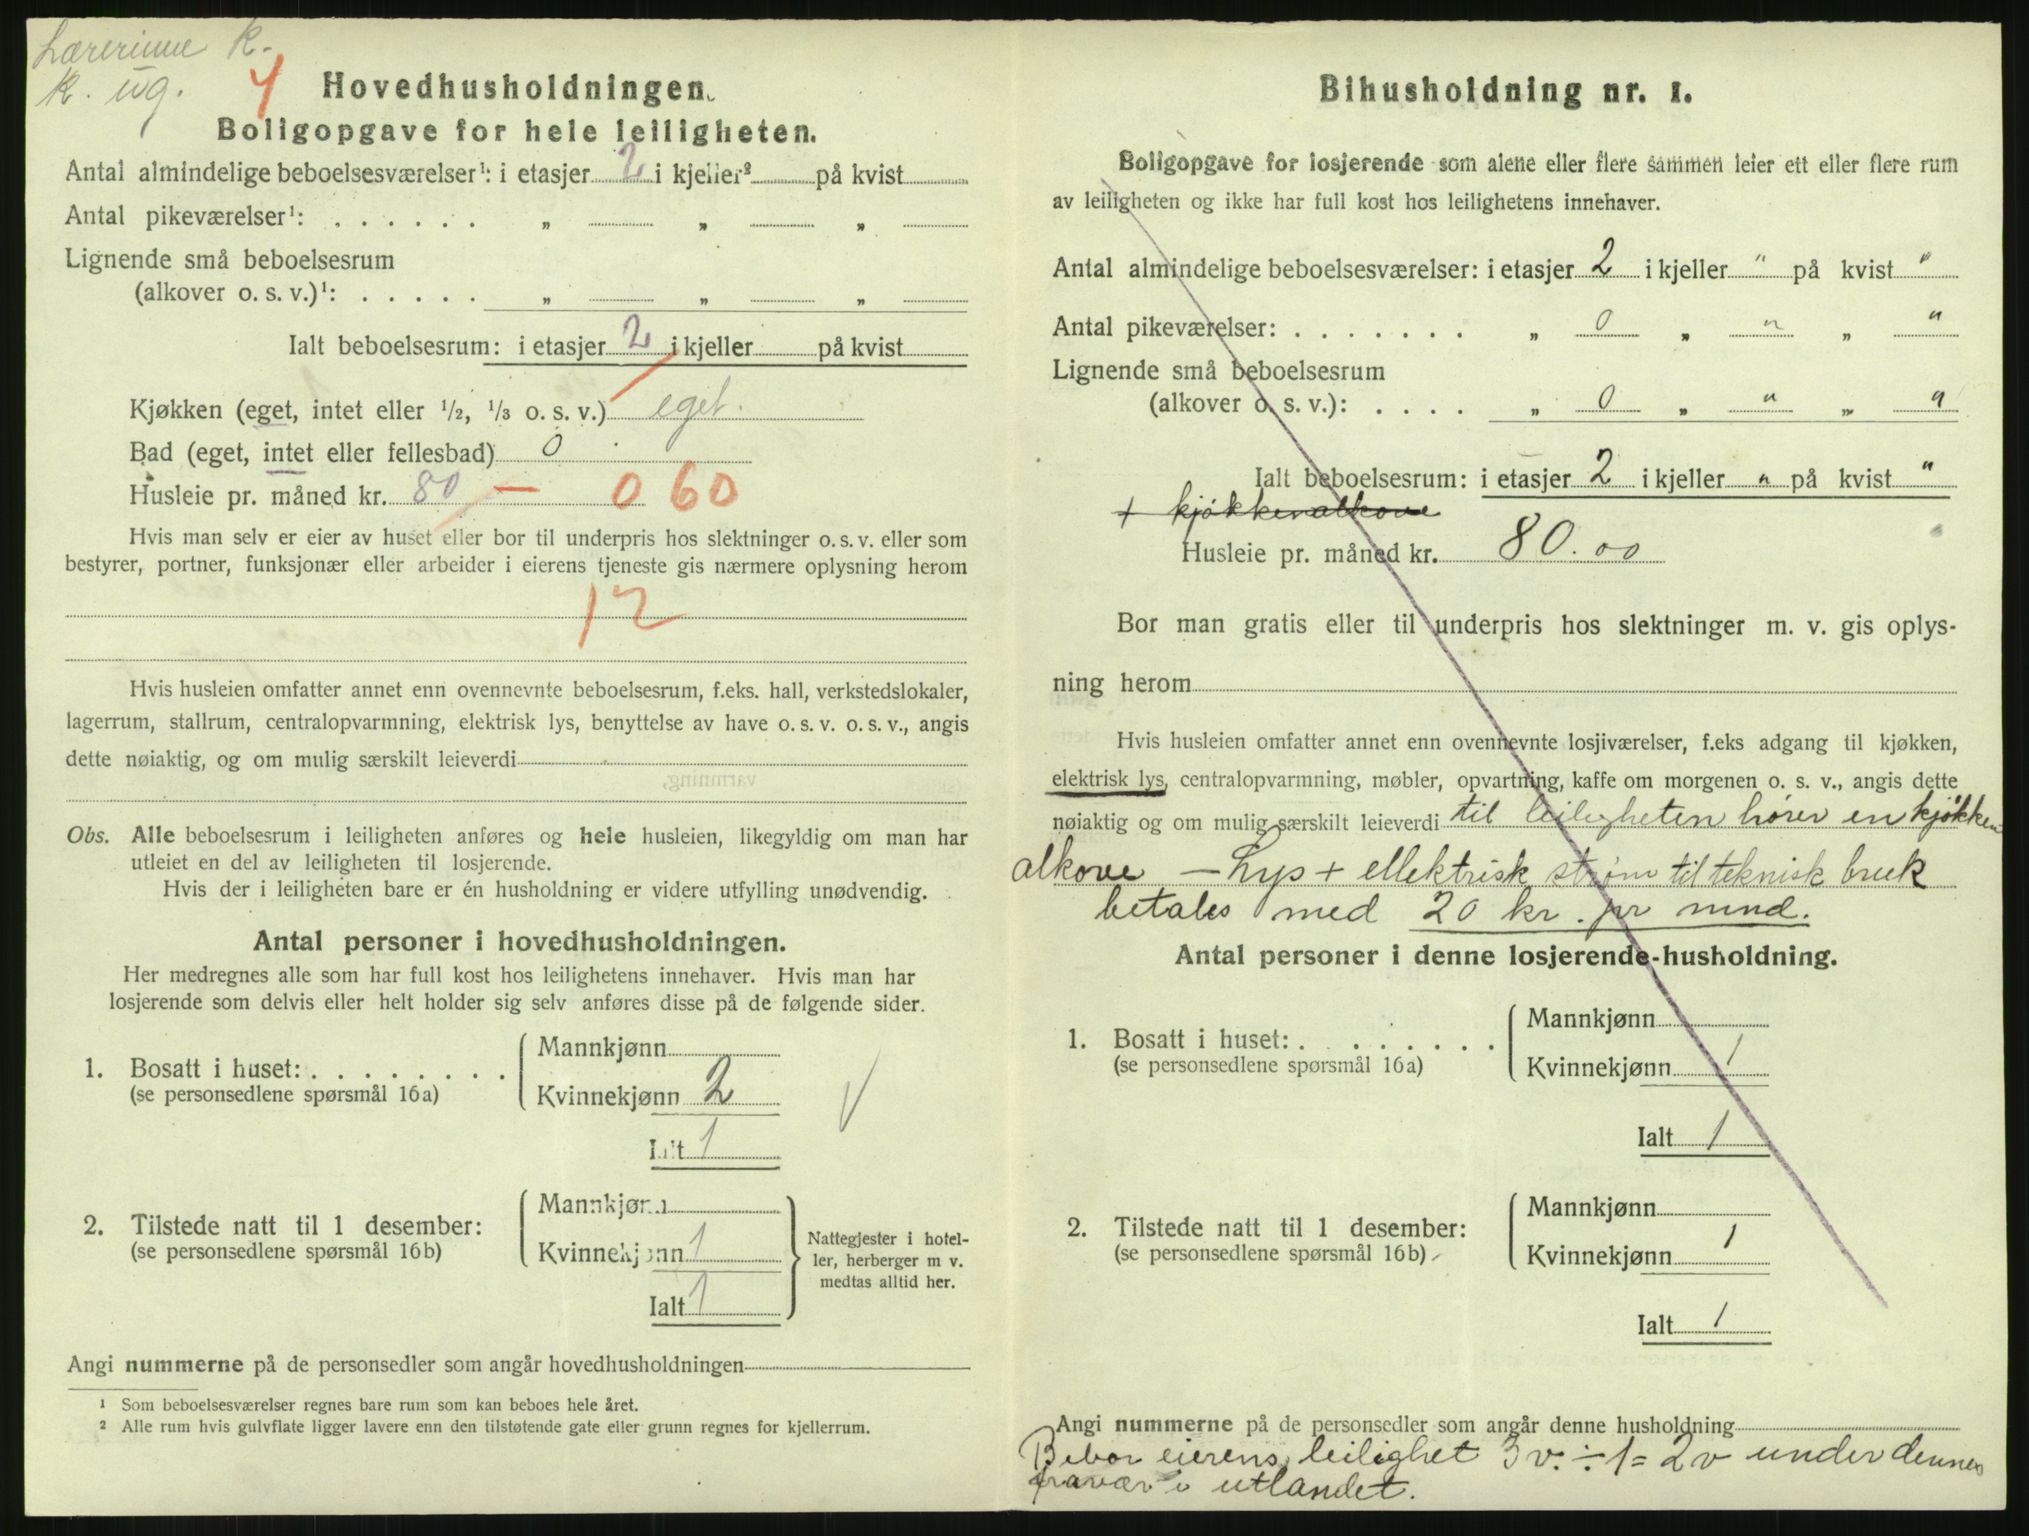 Lærerinne k.
k. ug. 4
Hovedhusholdningen.
Boligopgave for hele leiligheten.
Antal almindelige beboelsesværelser¹: i etasjer 2 i kjeller² på kvist
Antal pikeværelser¹: . . . . . . „ „ „
Lignende små beboelsesrum
(alkover o. s. v.)¹: . . . . . „ „ „
Ialt beboelsesrum: i etasjer 2 i kjeller på kvist
Kjøkken (eget, intet eller 1/2, 1/3 o. s. v.) eget.
Bad (eget, intet eller fellesbad) 0
Husleie pr. måned kr. 80 — 0 60
Hvis man selv er eier av huset eller bor til underpris hos slektninger o. s. v. eller som
bestyrer, portner, funksjonær eller arbeider i eierens tjeneste gis nærmere oplysning herom
12
Hvis husleien omfatter annet enn ovennevnte beboelsesrum, f.eks. hall, verkstedslokaler,
lagerrum, stallrum, centralopvarmning, elektrisk lys, benyttelse av have o. s. v. o. s. v., angis
dette nøiaktig, og om mulig særskilt leieverdi
Obs. Alle beboelsesrum i leiligheten anføres og hele husleien, likegyldig om man har
utleiet en del av leiligheten til losjerende.
Hvis der i leiligheten bare er én husholdning er videre utfylling unødvendig.
Antal personer i hovedhusholdningen.
Her medregnes alle som har full kost hos leilighetens innehaver. Hvis man har
losjerende som delvis eller helt holder sig selv anføres disse på de følgende sider.
Mannkjønn
1. Bosatt i huset: . . . . . . . .
(se personsedlene spørsmål 16a)
Kvinnekjønn 2
Ialt 1
Mannkjønn
2. Tilstede natt til 1 desember:
(se personsedlene spørsmål 16b)
Kvinnekjønn 1
Ialt 1
Nattegjester i hotel-
ler, herberger m v.
medtas alltid her.
Angi nummerne på de personsedler som angår hovedhusholdningen
¹ Som beboelsesværelser regnes bare rum som kan beboes hele året.
² Alle rum hvis gulvflate ligger lavere enn den tilstøtende gate eller grunn regnes for kjellerrum.
Bihusholdning nr. 1.
Boligopgave for losjerende som alene eller flere sammen leier ett eller flere rum
av leiligheten og ikke har full kost hos leilighetens innehaver.
Antal almindelige beboelsesværelser: i etasjer 2 i kjeller " på kvist "
Antal pikeværelser: . . . . . . . „ 0 „ " „ "
Lignende små beboelsesrum
(alkover o. s. v.): . . . . „ 0 „ " „ "
Ialt beboelsesrum: i etasjer 2 i kjeller " på kvist "
+ kjøkkenalkove
Husleie pr. måned kr. 80.00
Bor man gratis eller til underpris hos slektninger m. v. gis oplys-
ning herom
Hvis husleien omfatter annet enn ovennevnte losjiværelser, f.eks adgang til kjøkken,
elektrisk lys, centralopvarmning, møbler, opvartning, kaffe om morgenen o. s. v., angis dette
nøiaktig og om mulig særskilt leieverdi til leiligheten hører en kjøkken
alkove — Lys + ellektrisk strøm til teknisk bruk
betales med 20 kr. pr mnd.
Antal personer i denne losjerende-husholdning.
Mannkjønn
1. Bosatt i huset: . . . . . . . .
(se personsedlene spørsmål 16a)
Kvinnekjønn 1
Ialt 1
Mannkjønn
2. Tilstede natt til 1 desember:
(se personsedlene spørsmål 16b)
Kvinnekjønn 1
Ialt 1
Angi nummerne på de personsedler som angår denne husholdning
Bebor eierens leilighet 3 v. ÷ 1 = 2 v under dennes
fravær i utlandet.